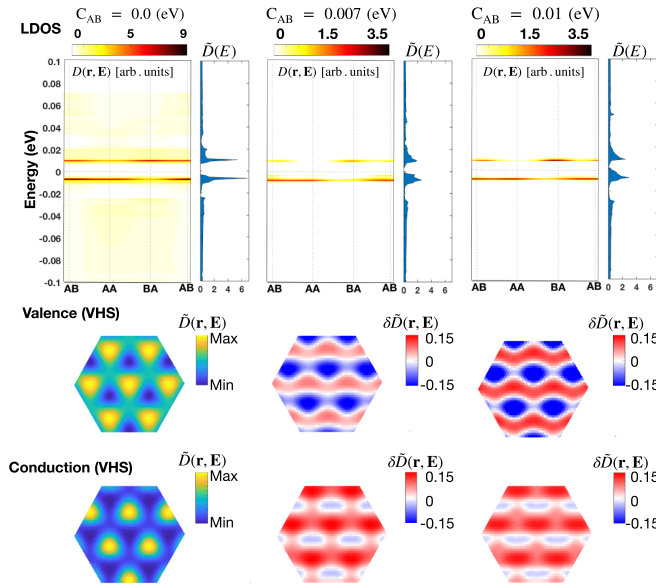 LDOS
C_AB = 0.0 (eV)
C_AB = 0.007 (eV)
C_AB = 0.01 (eV)
0 5 9
0 1.5 3.5
0 1.5 3.5
D̃(E)
D̃(E)
D̃(E)
D(r, E) [arb. units]
D(r, E) [arb. units]
D(r, E) [arb. units]
Energy (eV)
0.1
0.08
0.06
0.04
0.02
0
-0.02
-0.04
-0.06
-0.08
-0.1
AB AA BA AB
0 2 4 6
AB AA BA AB
0 2 4 6
AB AA BA AB
0 2 4 6
Valence (VHS)
D̃(r, E)
Max
Min
δD̃(r, E)
0.15
0
-0.15
δD̃(r, E)
0.15
0
-0.15
Conduction (VHS)
D̃(r, E)
Max
Min
δD̃(r, E)
0.15
0
-0.15
δD̃(r, E)
0.15
0
-0.15